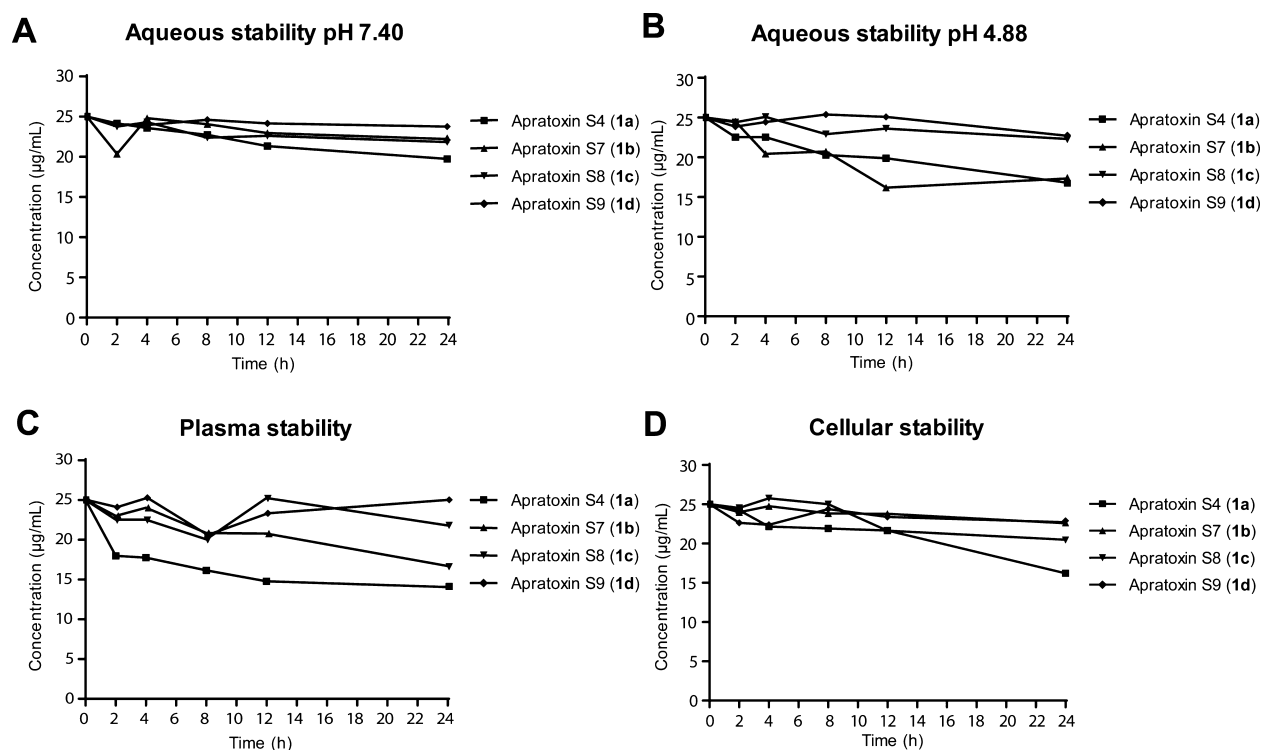 A
Aqueous stability pH 7.40
Concentration (µg/mL)
30
25
20
15
10
5
0
0 2 4 6 8 10 12 14 16 18 20 22 24
Time (h)
Apratoxin S4 (1a)
Apratoxin S7 (1b)
Apratoxin S8 (1c)
Apratoxin S9 (1d)
B
Aqueous stability pH 4.88
Concentration (µg/mL)
30
25
20
15
10
5
0
0 2 4 6 8 10 12 14 16 18 20 22 24
Time (h)
Apratoxin S4 (1a)
Apratoxin S7 (1b)
Apratoxin S8 (1c)
Apratoxin S9 (1d)
C
Plasma stability
Concentration (µg/mL)
30
25
20
15
10
5
0
0 2 4 6 8 10 12 14 16 18 20 22 24
Time (h)
Apratoxin S4 (1a)
Apratoxin S7 (1b)
Apratoxin S8 (1c)
Apratoxin S9 (1d)
D
Cellular stability
Concentration (µg/mL)
30
25
20
15
10
5
0
0 2 4 6 8 10 12 14 16 18 20 22 24
Time (h)
Apratoxin S4 (1a)
Apratoxin S7 (1b)
Apratoxin S8 (1c)
Apratoxin S9 (1d)